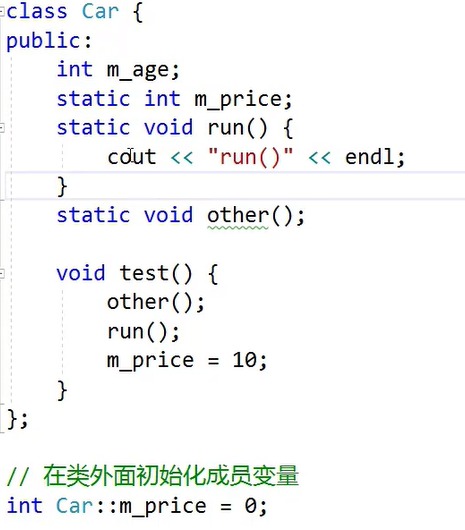 class Car {
public:
    int m_age;
    static int m_price;
    static void run() {
        cout << "run()" << endl;
    }
    static void other();

    void test() {
        other();
        run();
        m_price = 10;
    }
};

// 在类外面初始化成员变量
int Car::m_price = 0;